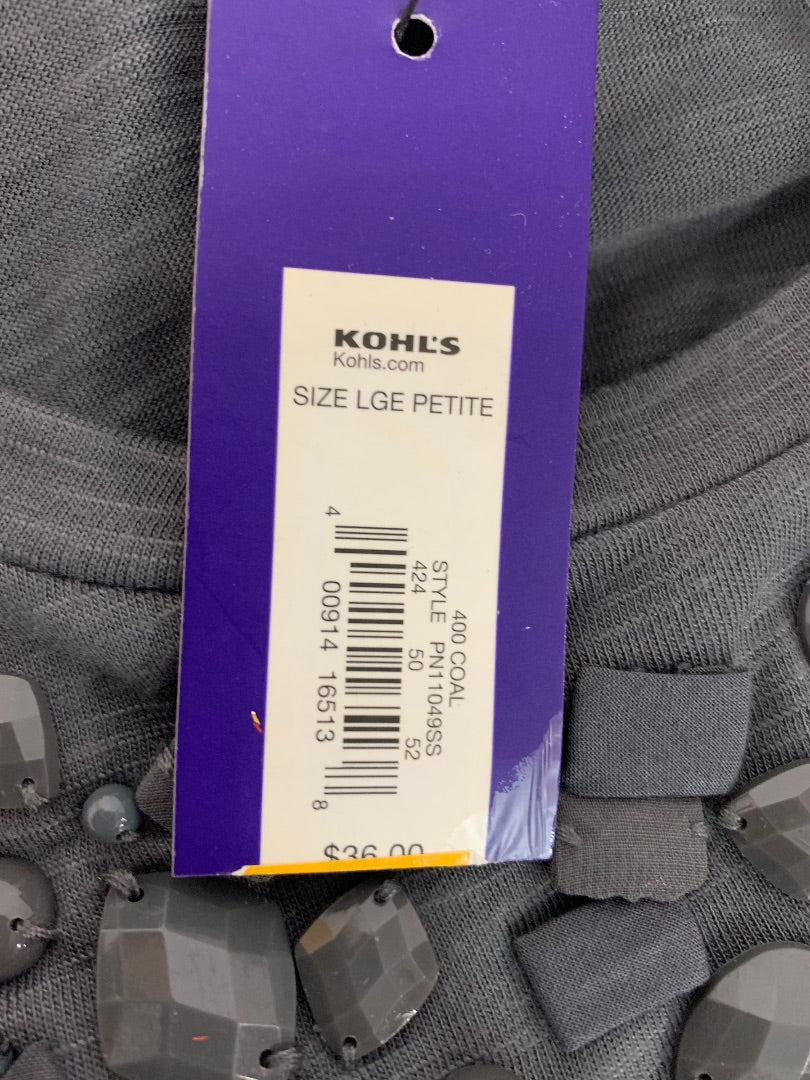 KOHL'S
Kohls.com
SIZE LGE PETITE
400 COAL
STYLE PN11049SS
424 50 52
4 00914 16513 8
$36.00